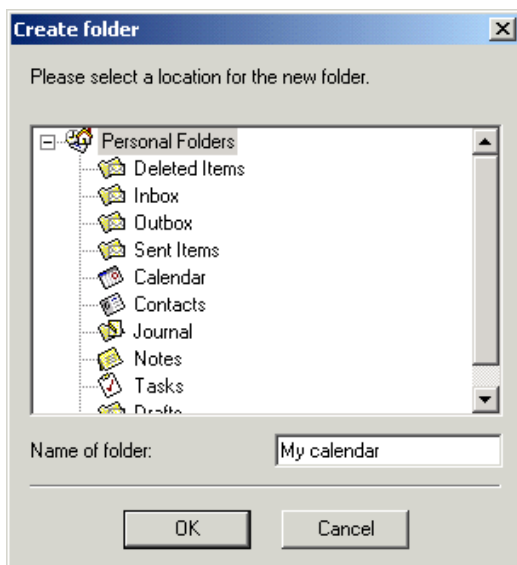 Create folder
Please select a location for the new folder.
Personal Folders
Deleted Items
Inbox
Outbox
Sent Items
Calendar
Contacts
Journal
Notes
Tasks
Drafts
Name of folder: My calendar
OK Cancel